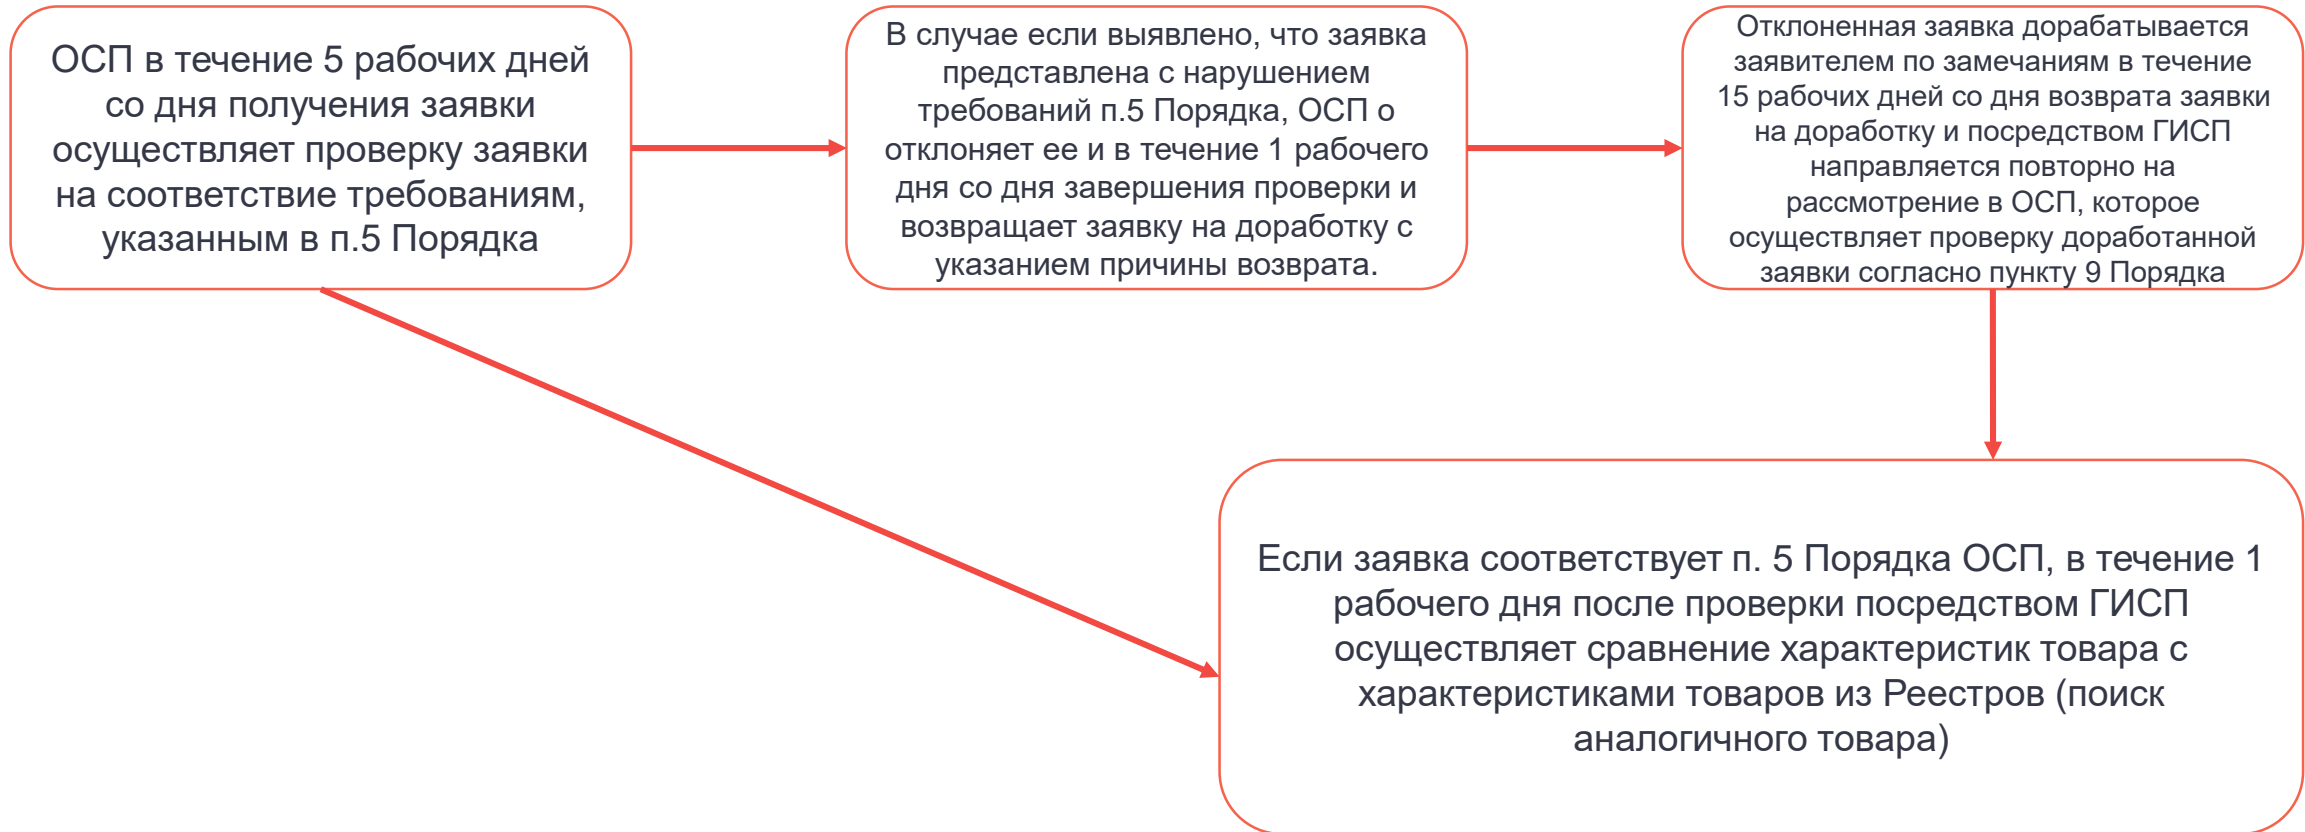 ОСП в течение 5 рабочих дней
со дня получения заявки
осуществляет проверку заявки
на соответствие требованиям,
указанным в п.5 Порядка
В случае если выявлено, что заявка
представлена с нарушением
требований п.5 Порядка, ОСП о
отклоняет ее и в течение 1 рабочего
дня со дня завершения проверки и
возвращает заявку на доработку с
указанием причины возврата.
Отклоненная заявка дорабатывается
заявителем по замечаниям в течение
15 рабочих дней со дня возврата заявки
на доработку и посредством ГИСП
направляется повторно на
рассмотрение в ОСП, которое
осуществляет проверку доработанной
заявки согласно пункту 9 Порядка
Если заявка соответствует п. 5 Порядка ОСП, в течение 1
рабочего дня после проверки посредством ГИСП
осуществляет сравнение характеристик товара с
характеристиками товаров из Реестров (поиск
аналогичного товара)